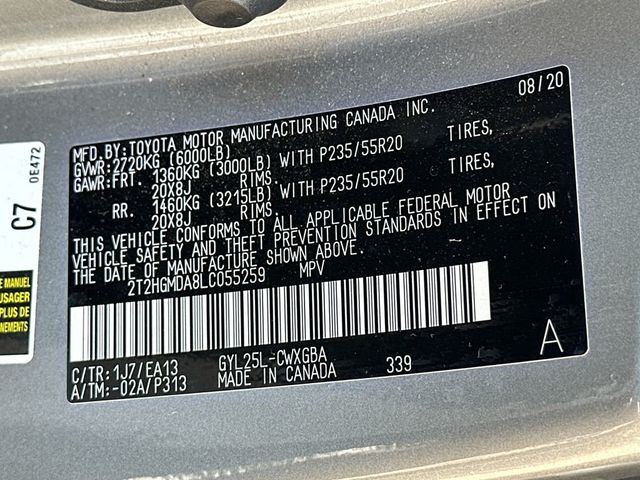 08/20
MFD.BY:TOYOTA MOTOR MANUFACTURING CANADA INC.
GVWR:2720KG (6000LB)
GAWR:FRT. 1360KG (3000LB) WITH P235/55R20 TIRES,
20X8J RIMS,
RR. 1460KG (3215LB) WITH P235/55R20 TIRES,
20X8J RIMS.
THIS VEHICLE CONFORMS TO ALL APPLICABLE FEDERAL MOTOR
VEHICLE SAFETY AND THEFT PREVENTION STANDARDS IN EFFECT ON
THE DATE OF MANUFACTURE SHOWN ABOVE.
2T2HGMDA8LC055259 MPV
C/TR:1J7/EA13 GYL25L-CWXGBA
A/TM:-02A/P313 MADE IN CANADA 339
A
C7
0E472
E MANUEL
USAGER
PLUS DE
GNEMENTS